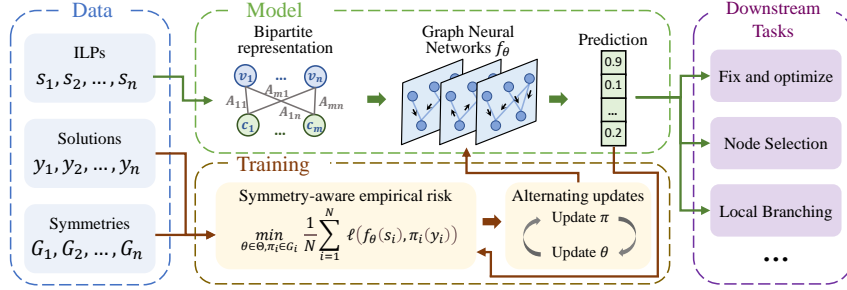 Data
ILPs
s₁, s₂, ..., sₙ
Solutions
y₁, y₂, ..., yₙ
Symmetries
G₁, G₂, ..., Gₙ
Model
Bipartite
representation
v₁ ... vₙ
A₁₁ Aₘ₁ A₁ₙ Aₘₙ
c₁ ... cₘ
Graph Neural
Networks f_θ
Prediction
0.9
0.1
...
0.2
Training
Symmetry-aware empirical risk
min_{θ∈Θ,πᵢ∈Gᵢ} 1/N ∑_{i=1}^{N} ℓ(f_θ(sᵢ), πᵢ(yᵢ))
Alternating updates
Update π
Update θ
Downstream
Tasks
Fix and optimize
Node Selection
Local Branching
...